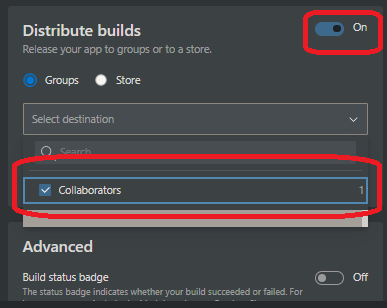 Distribute builds
On
Release your app to groups or to a store.
Groups
Store
Select destination
Search
Collaborators
1
Advanced
Build status badge
Off
The status badge indicates whether your build succeeded or failed. For